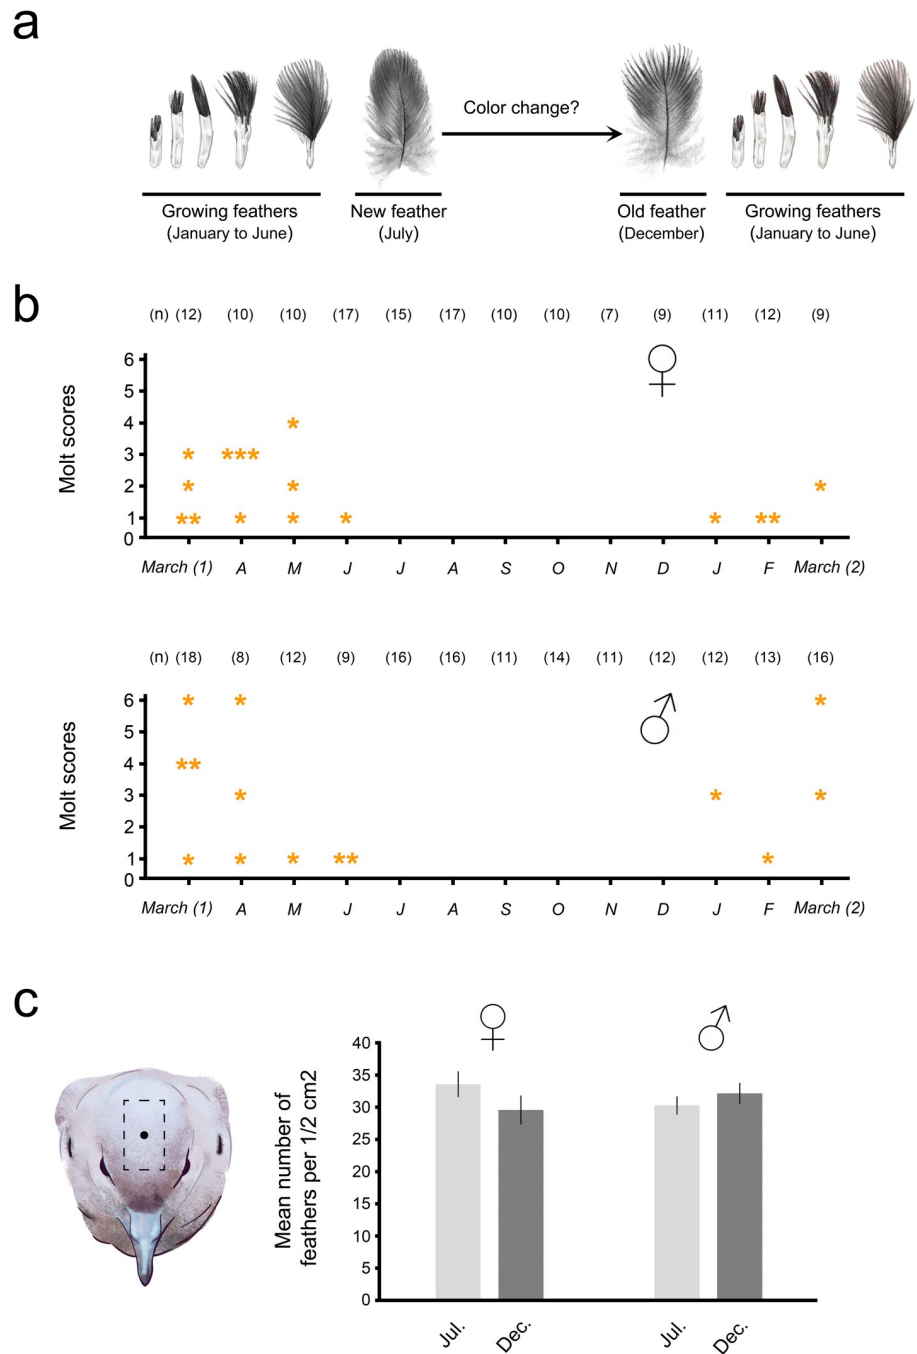 a
Color change?
Growing feathers
(January to June)
New feather
(July)
Old feather
(December)
Growing feathers
(January to June)
b
(n) (12) (10) (10) (17) (15) (17) (10) (10) (7) (9) (11) (12) (9)
♀
Molt scores
6
5
4
3
2
1
0
March (1) A M J J A S O N D J F March (2)
(n) (18) (8) (12) (9) (16) (16) (11) (14) (11) (12) (12) (13) (16)
♂
Molt scores
6
5
4
3
2
1
0
March (1) A M J J A S O N D J F March (2)
c
♀ ♂
Mean number of
feathers per 1/2 cm2
40
35
30
25
20
15
10
5
0
Jul. Dec. Jul. Dec.